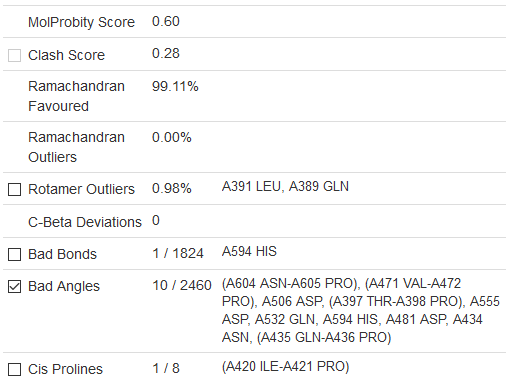 MolProbity Score 0.60
Clash Score 0.28
Ramachandran 99.11%
Favoured
Ramachandran 0.00%
Outliers
Rotamer Outliers 0.98% A391 LEU, A389 GLN
C-Beta Deviations 0
Bad Bonds 1 / 1824 A594 HIS
Bad Angles 10 / 2460 (A604 ASN-A605 PRO), (A471 VAL-A472
PRO), A506 ASP, (A397 THR-A398 PRO), A555
ASP, A532 GLN, A594 HIS, A481 ASP, A434
ASN, (A435 GLN-A436 PRO)
Cis Prolines 1 / 8 (A420 ILE-A421 PRO)